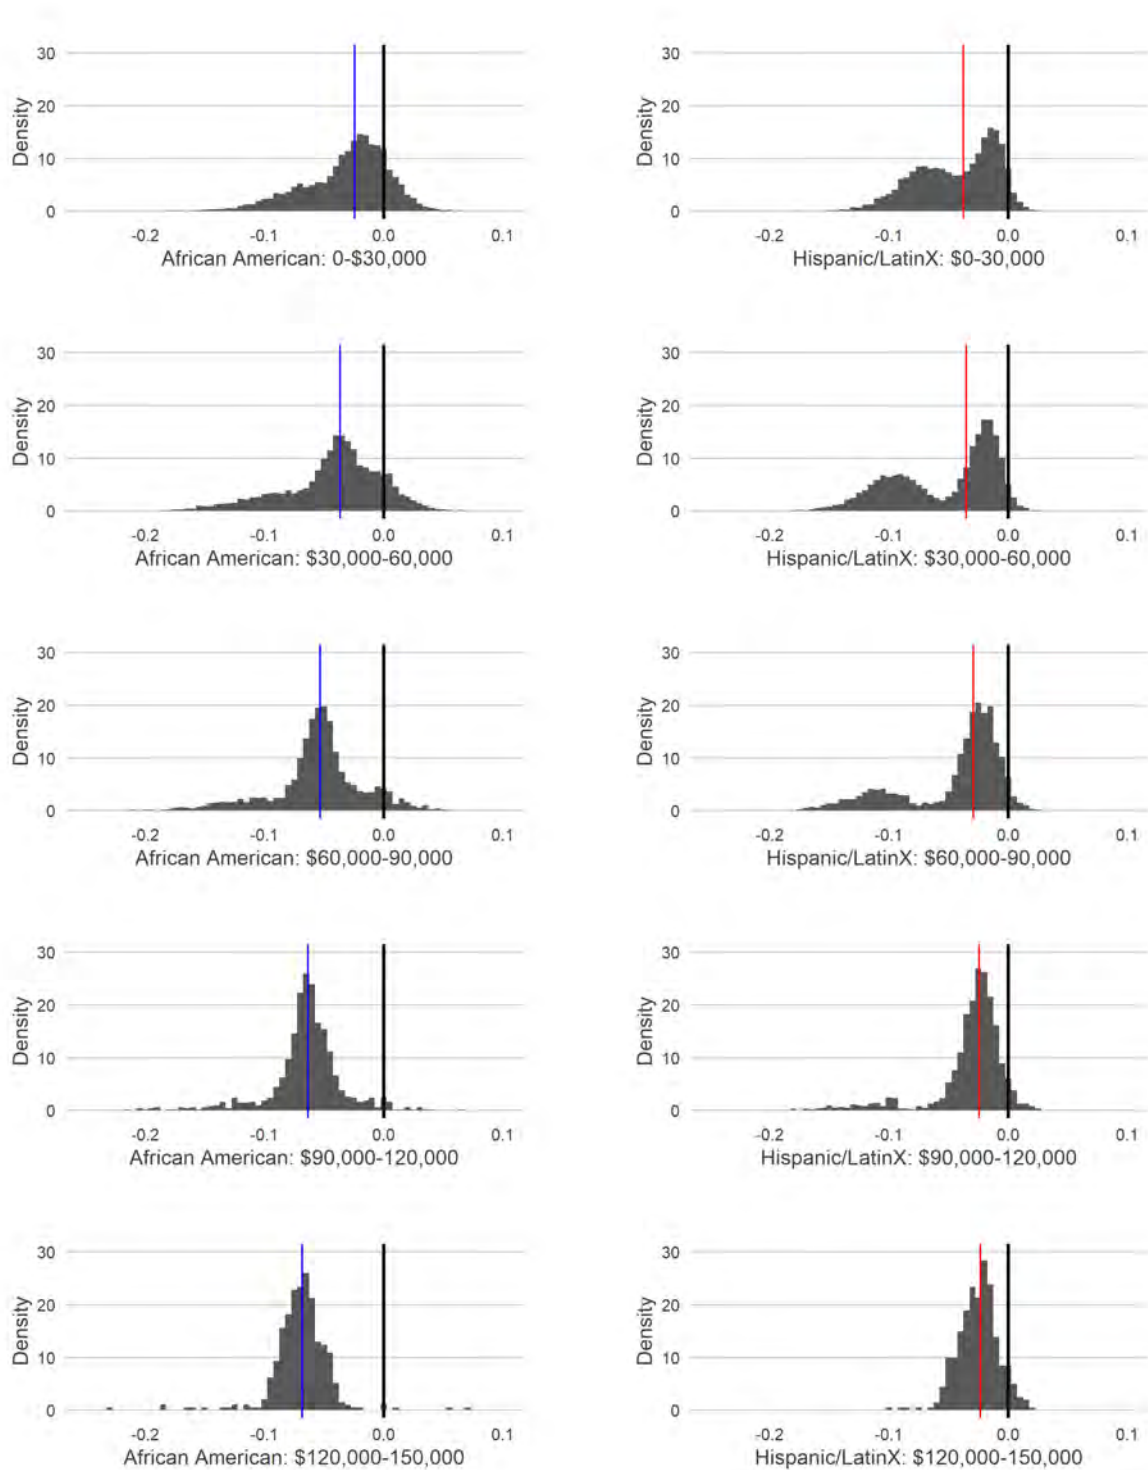 30
20
10
0
Density
-0.2 -0.1 0.0 0.1
African American: 0-$30,000
30
20
10
0
Density
-0.2 -0.1 0.0 0.1
Hispanic/LatinX: $0-30,000
30
20
10
0
Density
-0.2 -0.1 0.0 0.1
African American: $30,000-60,000
30
20
10
0
Density
-0.2 -0.1 0.0 0.1
Hispanic/LatinX: $30,000-60,000
30
20
10
0
Density
-0.2 -0.1 0.0 0.1
African American: $60,000-90,000
30
20
10
0
Density
-0.2 -0.1 0.0 0.1
Hispanic/LatinX: $60,000-90,000
30
20
10
0
Density
-0.2 -0.1 0.0 0.1
African American: $90,000-120,000
30
20
10
0
Density
-0.2 -0.1 0.0 0.1
Hispanic/LatinX: $90,000-120,000
30
20
10
0
Density
-0.2 -0.1 0.0 0.1
African American: $120,000-150,000
30
20
10
0
Density
-0.2 -0.1 0.0 0.1
Hispanic/LatinX: $120,000-150,000